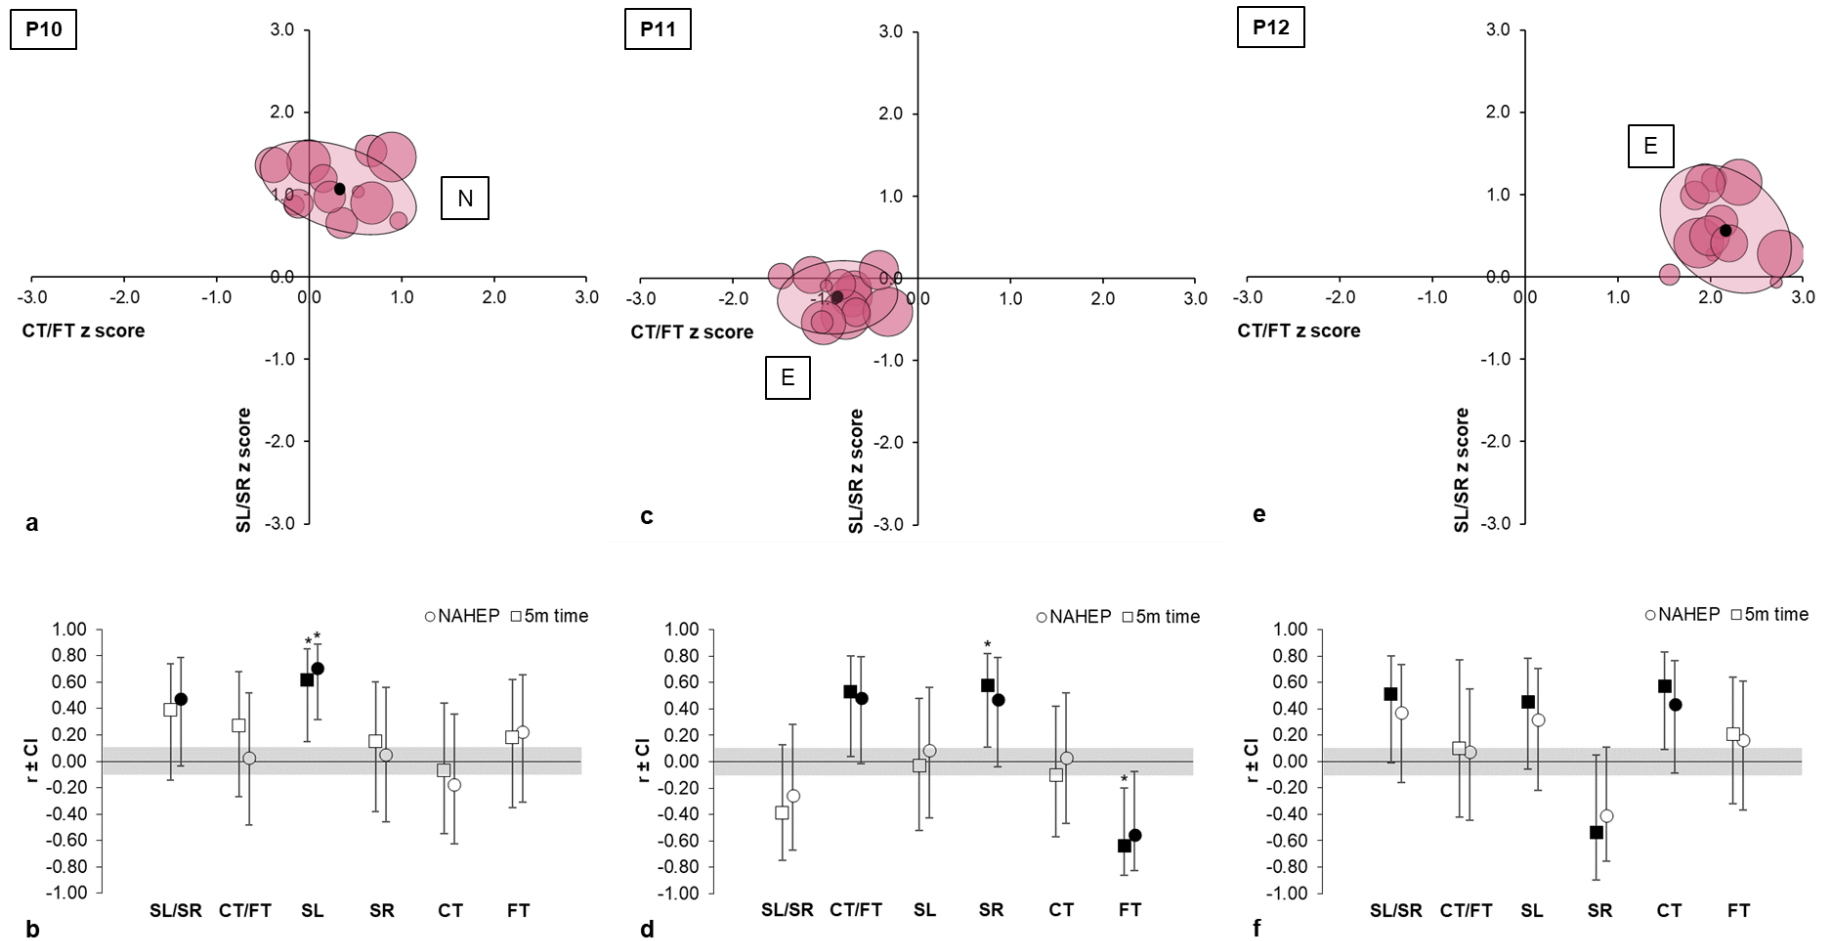 P10
3.0
2.0
1.0
0.0
-3.0 -2.0 -1.0 0.0 1.0 2.0 3.0
CT/FT z score
-1.0
-2.0
-3.0
SL/SR z score
N
a
P11
3.0
2.0
1.0
0.0
-3.0 -2.0 -1.0 0.0 1.0 2.0 3.0
CT/FT z score
-1.0
-2.0
-3.0
SL/SR z score
E
c
P12
3.0
2.0
1.0
0.0
-3.0 -2.0 -1.0 0.0 1.0 2.0 3.0
CT/FT z score
-1.0
-2.0
-3.0
SL/SR z score
E
e
NAHEP 5m time
1.00
0.80
0.60
0.40
0.20
0.00
-0.20
-0.40
-0.60
-0.80
-1.00
r ± CI
* *
SL/SR CT/FT SL SR CT FT
b
NAHEP 5m time
1.00
0.80
0.60
0.40
0.20
0.00
-0.20
-0.40
-0.60
-0.80
-1.00
r ± CI
*
*
SL/SR CT/FT SL SR CT FT
d
NAHEP 5m time
1.00
0.80
0.60
0.40
0.20
0.00
-0.20
-0.40
-0.60
-0.80
-1.00
r ± CI
SL/SR CT/FT SL SR CT FT
f